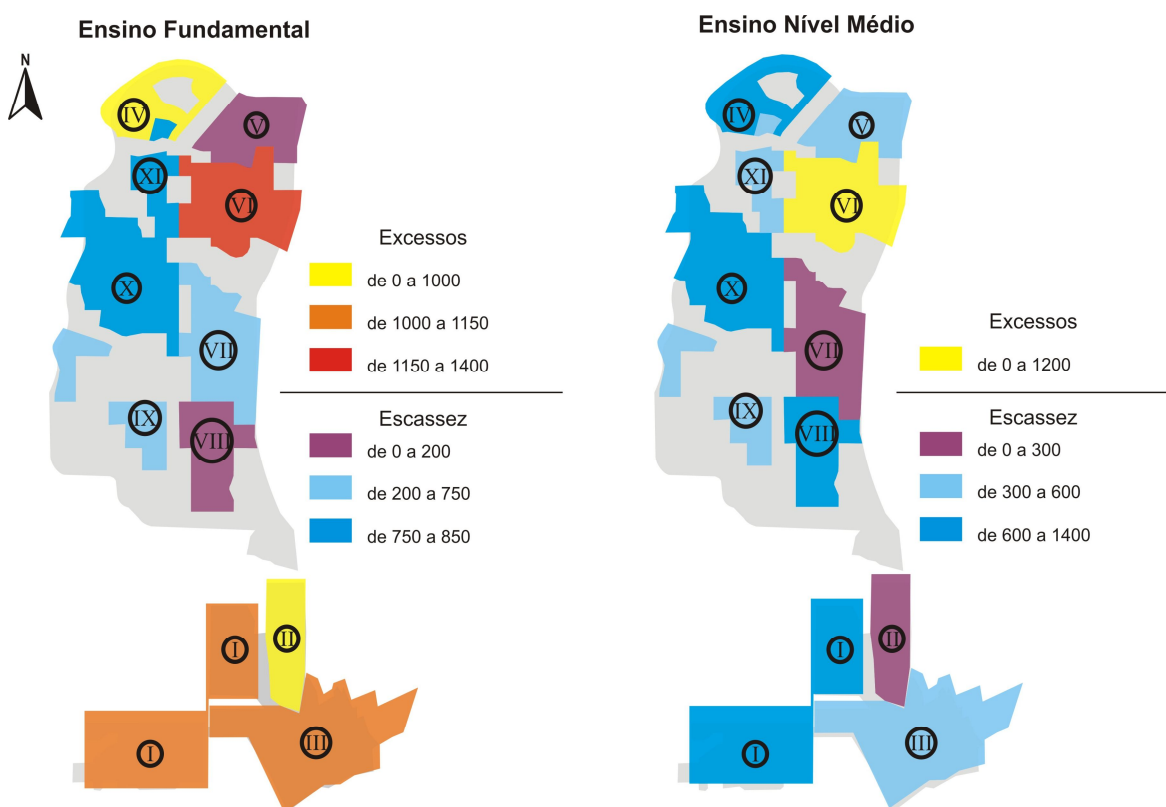 Ensino Fundamental
N
IV
V
XI
VI
X
VII
IX
VIII
I
II
I
III
Excessos
de 0 a 1000
de 1000 a 1150
de 1150 a 1400
Escassez
de 0 a 200
de 200 a 750
de 750 a 850
Ensino Nível Médio
IV
V
XI
VI
X
VII
IX
VIII
I
II
I
III
Excessos
de 0 a 1200
Escassez
de 0 a 300
de 300 a 600
de 600 a 1400